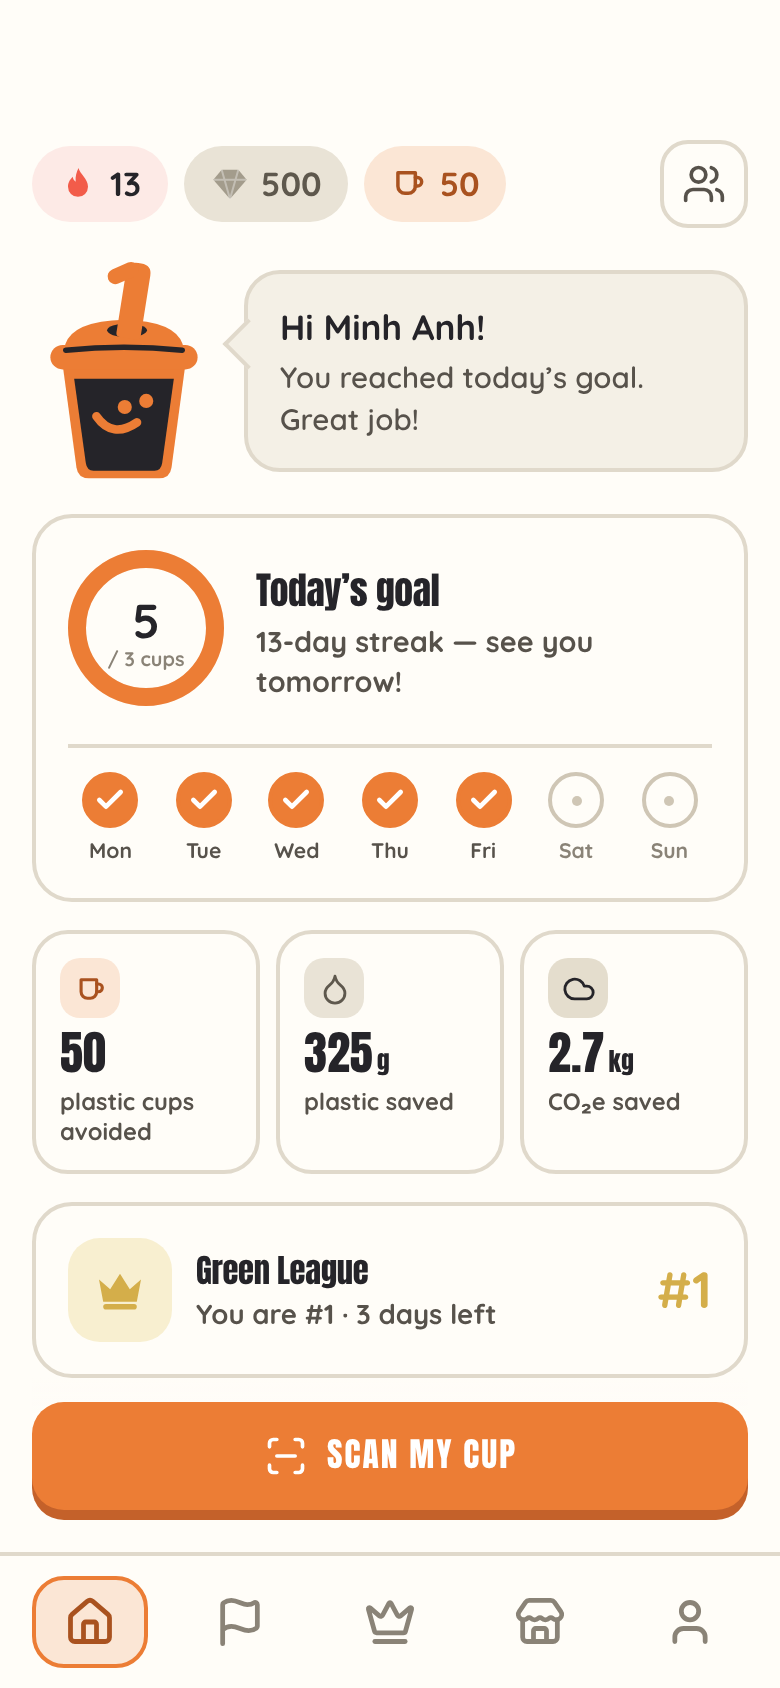 13
500
50
1
Hi Minh Anh!
You reached today's goal.
Great job!
5
/ 3 cups
Today's goal
13-day streak — see you
tomorrow!
Mon Tue Wed Thu Fri Sat Sun
50
plastic cups
avoided
325 g
plastic saved
2.7 kg
CO₂e saved
Green League
You are #1 · 3 days left
#1
SCAN MY CUP